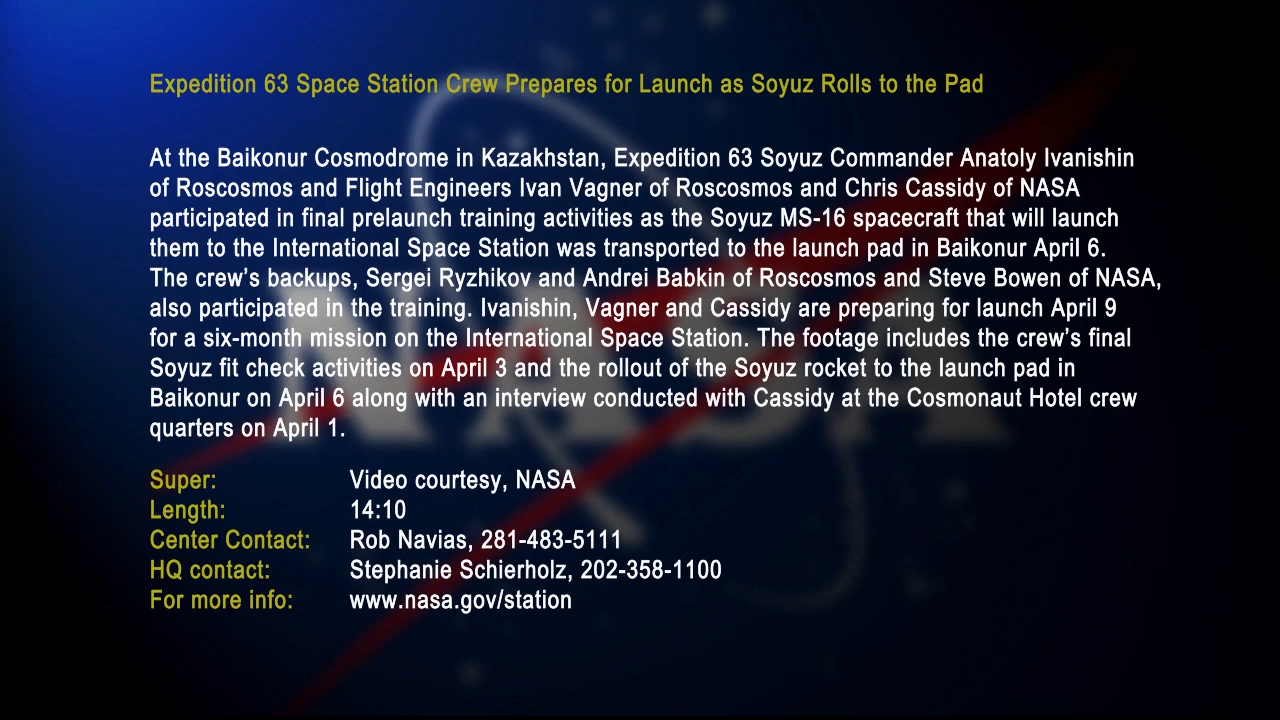 Expedition 63 Space Station Crew Prepares for Launch as Soyuz Rolls to the Pad
At the Baikonur Cosmodrome in Kazakhstan, Expedition 63 Soyuz Commander Anatoly Ivanishin
of Roscosmos and Flight Engineers Ivan Vagner of Roscosmos and Chris Cassidy of NASA
participated in final prelaunch training activities as the Soyuz MS-16 spacecraft that will launch
them to the International Space Station was transported to the launch pad in Baikonur April 6.
The crew’s backups, Sergei Ryzhikov and Andrei Babkin of Roscosmos and Steve Bowen of NASA,
also participated in the training. Ivanishin, Vagner and Cassidy are preparing for launch April 9
for a six-month mission on the International Space Station. The footage includes the crew’s final
Soyuz fit check activities on April 3 and the rollout of the Soyuz rocket to the launch pad in
Baikonur on April 6 along with an interview conducted with Cassidy at the Cosmonaut Hotel crew
quarters on April 1.
Super: Video courtesy, NASA
Length: 14:10
Center Contact: Rob Navias, 281-483-5111
HQ contact: Stephanie Schierholz, 202-358-1100
For more info: www.nasa.gov/station
NASA